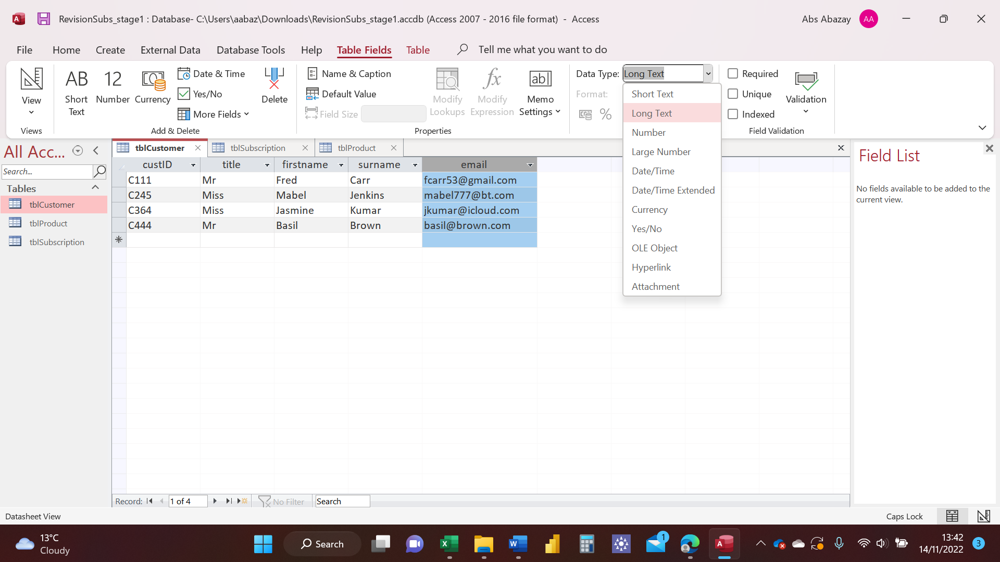 RevisionSubs_stage1 : Database- C:\Users\aabaz\Downloads\RevisionSubs_stage1.accdb (Access 2007 - 2016 file format) - Access
Abs Abazay
AA
File
Home
Create
External Data
Database Tools
Help
Table Fields
Table
Tell me what you want to do
View
Views
AB
Short
Text
12
Number
Currency
Date & Time
Yes/No
More Fields
Delete
Add & Delete
Name & Caption
Default Value
Field Size
Modify
Lookups
fx
Modify
Expression
ab
Memo
Settings
Properties
Data Type:
Long Text
Format:
%
Short Text
Long Text
Number
Large Number
Date/Time
Date/Time Extended
Currency
Yes/No
OLE Object
Hyperlink
Attachment
Required
Unique
Indexed
Validation
Field Validation
All Acc...
Search...
Tables
tblCustomer
tblProduct
tblSubscription
tblCustomer
tblSubscription
tblProduct
custID title firstname surname email
C111 Mr Fred Carr fcarr53@gmail.com
C245 Miss Mabel Jenkins mabel777@bt.com
C364 Miss Jasmine Kumar jkumar@icloud.com
C444 Mr Basil Brown basil@brown.com
Field List
No fields available to be added to the
current view.
Record: 1 of 4 No Filter Search
Datasheet View
Caps Lock
13°C
Cloudy
Search
1
13:42
14/11/2022
3